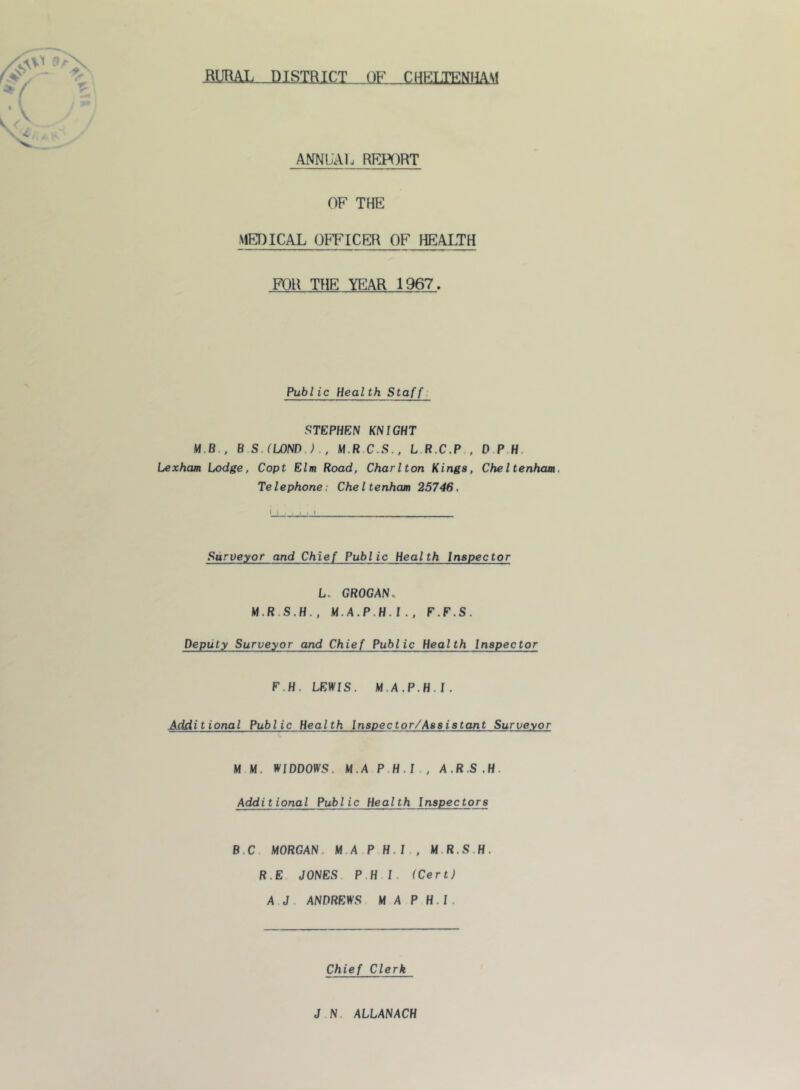 RURAL DISTRICT OF CHELTENHAM
ANNUAL REPORT
OF THE
MEDICAL OFFICER OF HEALTH
FOR THE YEAR 1967.
Public Health Staff:
STEPHEN KNIGHT
M.B., B.S.(LOND.)., M.R.C.S., L.R.C.P., D.P.H.
Lexham Lodge, Copt Elm Road, Charlton Kings, Cheltenham.
Telephone: Cheltenham 25746.
Surveyor and Chief Public Health Inspector
L. GROGAN.
M.R.S.H., M.A.P.H.I., F.F.S.
Deputy Surveyor and Chief Public Health Inspector
F.H. LEWIS. M.A.P.H.I.
Additional Public Health Inspector/Assistant Surveyor
M.M. WIDDOWS. M.A.P.H.I., A.R.S.H.
Additional Public Health Inspectors
B.C. MORGAN. M.A.P.H.I., M.R.S.H.
R.E. JONES. P.H.I. (Cert)
A.J. ANDREWS M.A.P.H.I.
Chief Clerk
J.N. ALLANACH